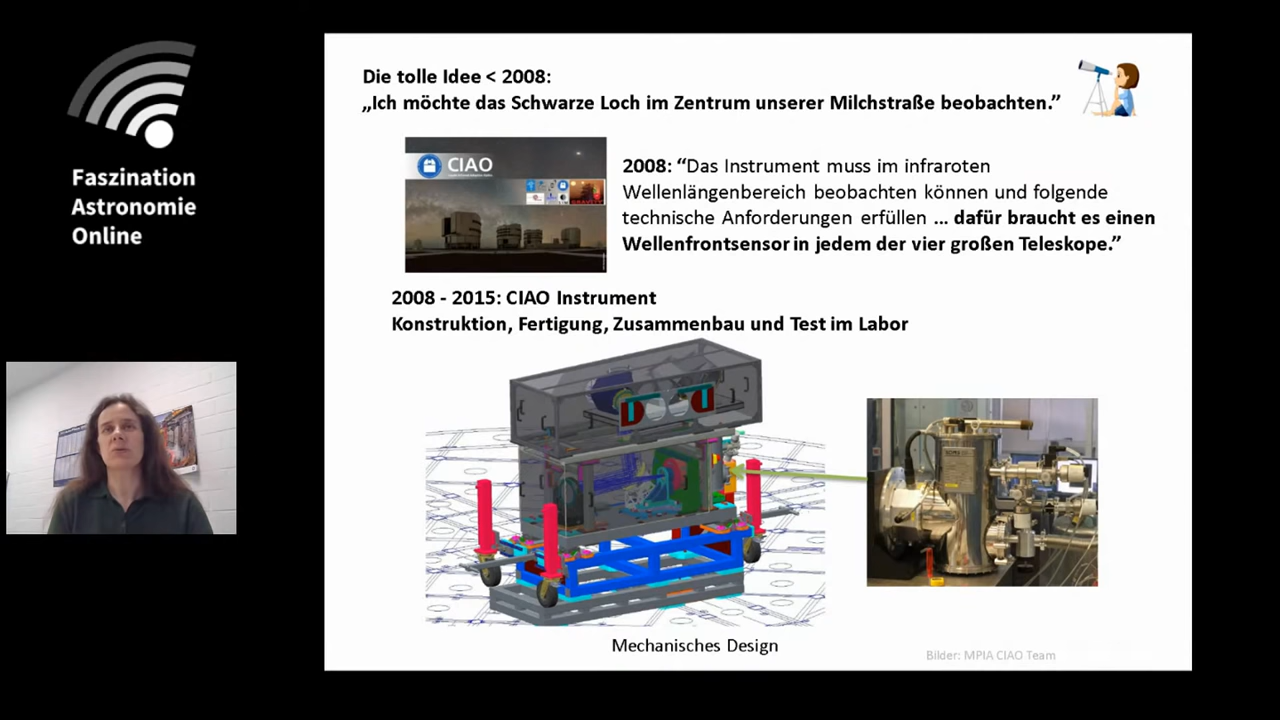 Faszination
Astronomie
Online
Die tolle Idee < 2008:
„Ich möchte das Schwarze Loch im Zentrum unserer Milchstraße beobachten.”
CIAO
GRAVITY
2008: “Das Instrument muss im infraroten
Wellenlängenbereich beobachten können und folgende
technische Anforderungen erfüllen ... dafür braucht es einen
Wellenfrontsensor in jedem der vier großen Teleskope.”
2008 - 2015: CIAO Instrument
Konstruktion, Fertigung, Zusammenbau und Test im Labor
Mechanisches Design
Bilder: MPIA CIAO Team